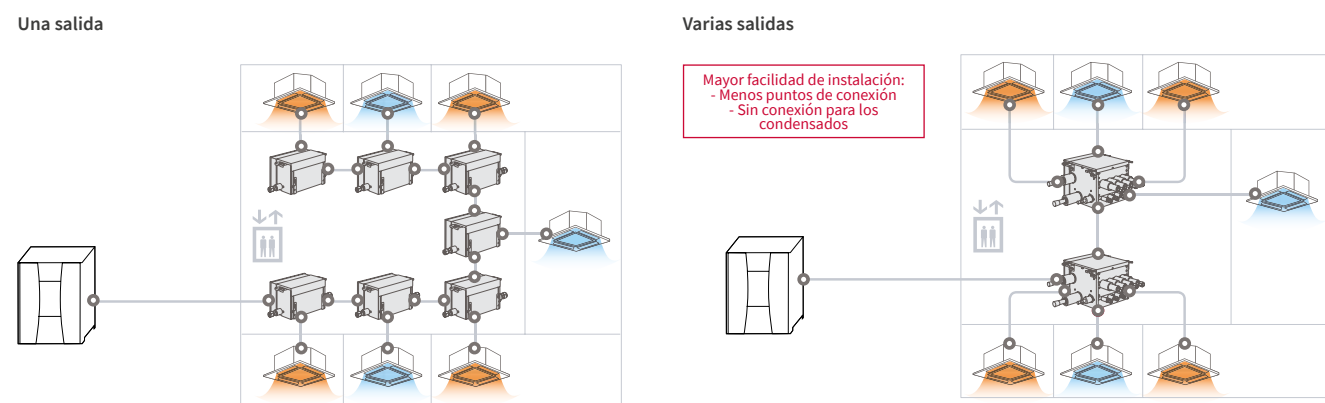 Una salida
Varias salidas
Mayor facilidad de instalación:
- Menos puntos de conexión
- Sin conexión para los
condensados